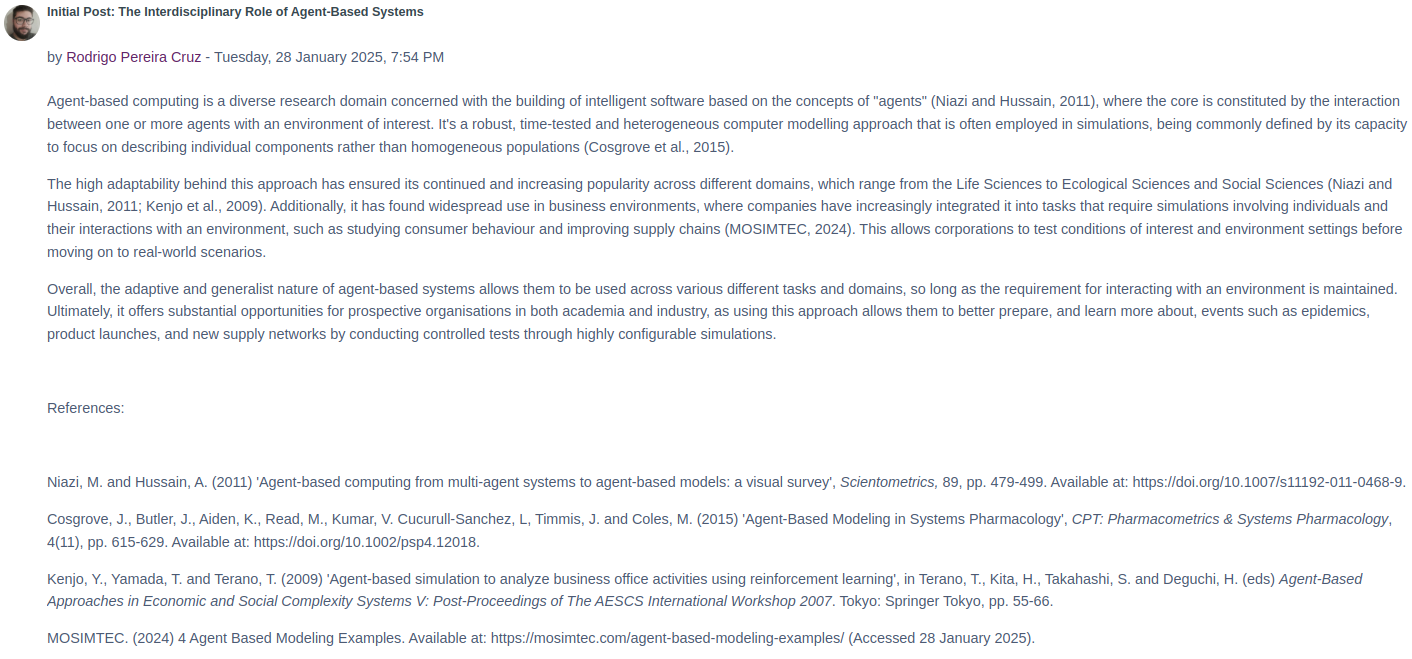 Initial Post: The Interdisciplinary Role of Agent-Based Systems
by Rodrigo Pereira Cruz - Tuesday, 28 January 2025, 7:54 PM
Agent-based computing is a diverse research domain concerned with the building of intelligent software based on the concepts of "agents" (Niazi and Hussain, 2011), where the core is constituted by the interaction
between one or more agents with an environment of interest. It's a robust, time-tested and heterogeneous computer modelling approach that is often employed in simulations, being commonly defined by its capacity
to focus on describing individual components rather than homogeneous populations (Cosgrove et al., 2015).
The high adaptability behind this approach has ensured its continued and increasing popularity across different domains, which range from the Life Sciences to Ecological Sciences and Social Sciences (Niazi and
Hussain, 2011; Kenjo et al., 2009). Additionally, it has found widespread use in business environments, where companies have increasingly integrated it into tasks that require simulations involving individuals and
their interactions with an environment, such as studying consumer behaviour and improving supply chains (MOSIMTEC, 2024). This allows corporations to test conditions of interest and environment settings before
moving on to real-world scenarios.
Overall, the adaptive and generalist nature of agent-based systems allows them to be used across various different tasks and domains, so long as the requirement for interacting with an environment is maintained.
Ultimately, it offers substantial opportunities for prospective organisations in both academia and industry, as using this approach allows them to better prepare, and learn more about, events such as epidemics,
product launches, and new supply networks by conducting controlled tests through highly configurable simulations.
References:
Niazi, M. and Hussain, A. (2011) 'Agent-based computing from multi-agent systems to agent-based models: a visual survey', Scientometrics, 89, pp. 479-499. Available at: https://doi.org/10.1007/s11192-011-0468-9.
Cosgrove, J., Butler, J., Aiden, K., Read, M., Kumar, V. Cucurull-Sanchez, L, Timmis, J. and Coles, M. (2015) 'Agent-Based Modeling in Systems Pharmacology', CPT: Pharmacometrics & Systems Pharmacology,
4(11), pp. 615-629. Available at: https://doi.org/10.1002/psp4.12018.
Kenjo, Y., Yamada, T. and Terano, T. (2009) 'Agent-based simulation to analyze business office activities using reinforcement learning', in Terano, T., Kita, H., Takahashi, S. and Deguchi, H. (eds) Agent-Based
Approaches in Economic and Social Complexity Systems V: Post-Proceedings of The AESCS International Workshop 2007. Tokyo: Springer Tokyo, pp. 55-66.
MOSIMTEC. (2024) 4 Agent Based Modeling Examples. Available at: https://mosimtec.com/agent-based-modeling-examples/ (Accessed 28 January 2025).